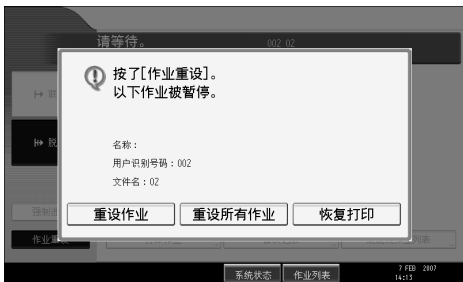 请等待。 002 02
按了[作业重设]。
以下作业被暂停。
名称：
用户识别号码：002
文件名：02
重设作业 重设所有作业 恢复打印
作业重
系统状态 作业列表 7 FEB 2007
14:13